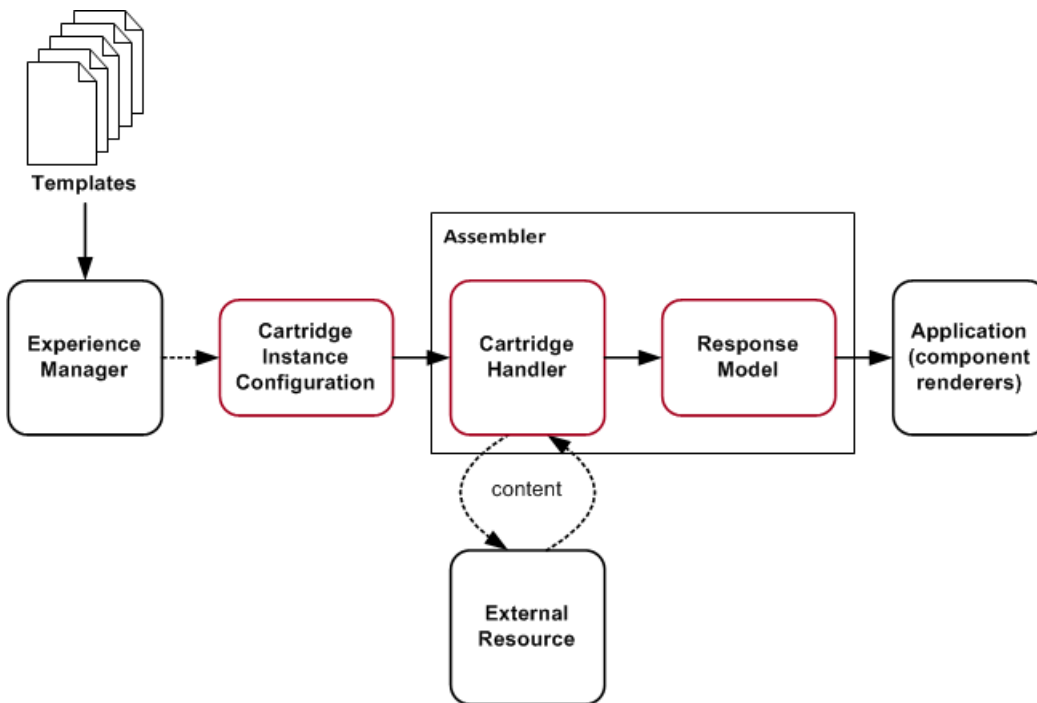 Templates
Assembler
Experience
Manager
Cartridge
Instance
Configuration
Cartridge
Handler
Response
Model
Application
(component
renderers)
content
External
Resource